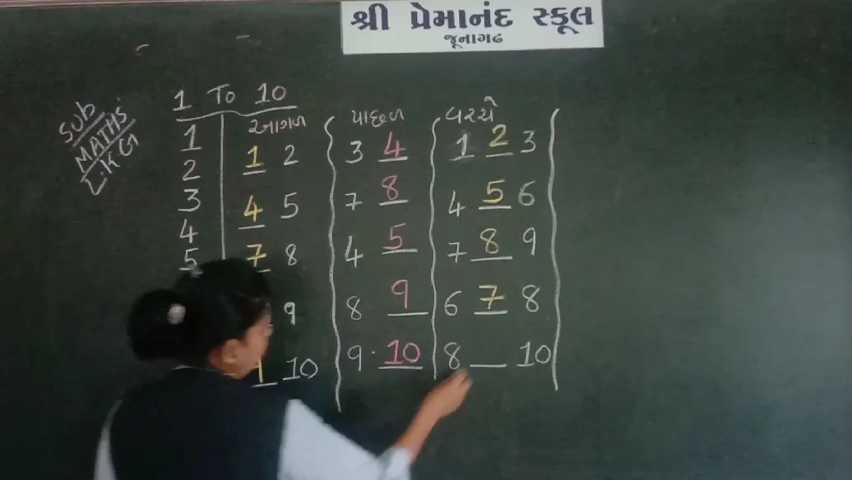 શ્રી પ્રેમાનંદ સ્કૂલ
જૂનાગઢ
SUB
MATHS
L.K.G
1 To 10
આગળ પાછળ વચ્ચે
1 1 2 3 4 1 2 3
2
3 4 5 7 8 4 5 6
4
5 7 8 4 5 7 8 9
9 8 9 6 7 8
10 9 10 8 __ 10